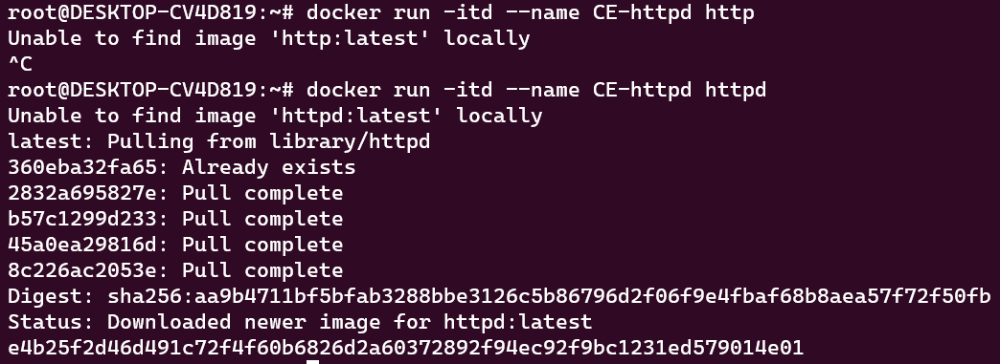 root@DESKTOP-CV4D819:~# docker run -itd --name CE-httpd http
Unable to find image 'http:latest' locally
^C
root@DESKTOP-CV4D819:~# docker run -itd --name CE-httpd httpd
Unable to find image 'httpd:latest' locally
latest: Pulling from library/httpd
360eba32fa65: Already exists
2832a695827e: Pull complete
b57c1299d233: Pull complete
45a0ea29816d: Pull complete
8c226ac2053e: Pull complete
Digest: sha256:aa9b4711bf5bfab3288bbe3126c5b86796d2f06f9e4fbaf68b8aea57f72f50fb
Status: Downloaded newer image for httpd:latest
e4b25f2d46d491c72f4f60b6826d2a60372892f94ec92f9bc1231ed579014e01